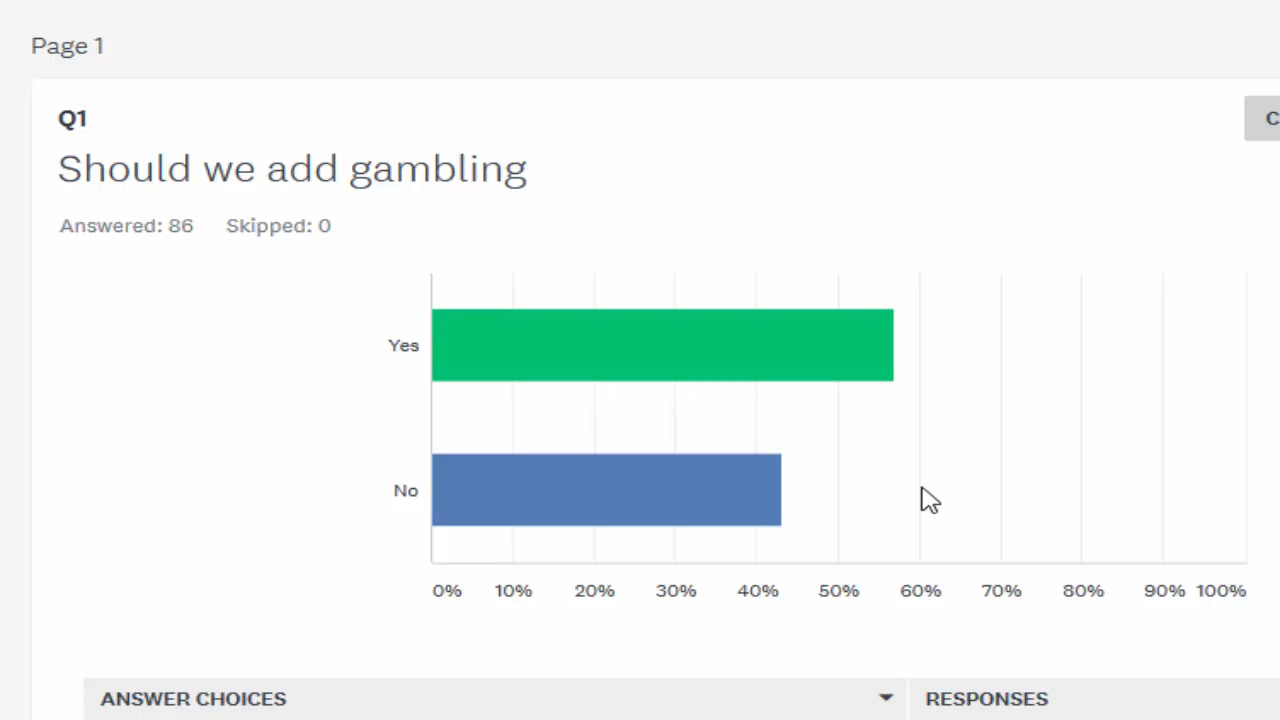 Page 1
Q1
C
Should we add gambling
Answered: 86 Skipped: 0
Yes
No
0% 10% 20% 30% 40% 50% 60% 70% 80% 90% 100%
ANSWER CHOICES RESPONSES